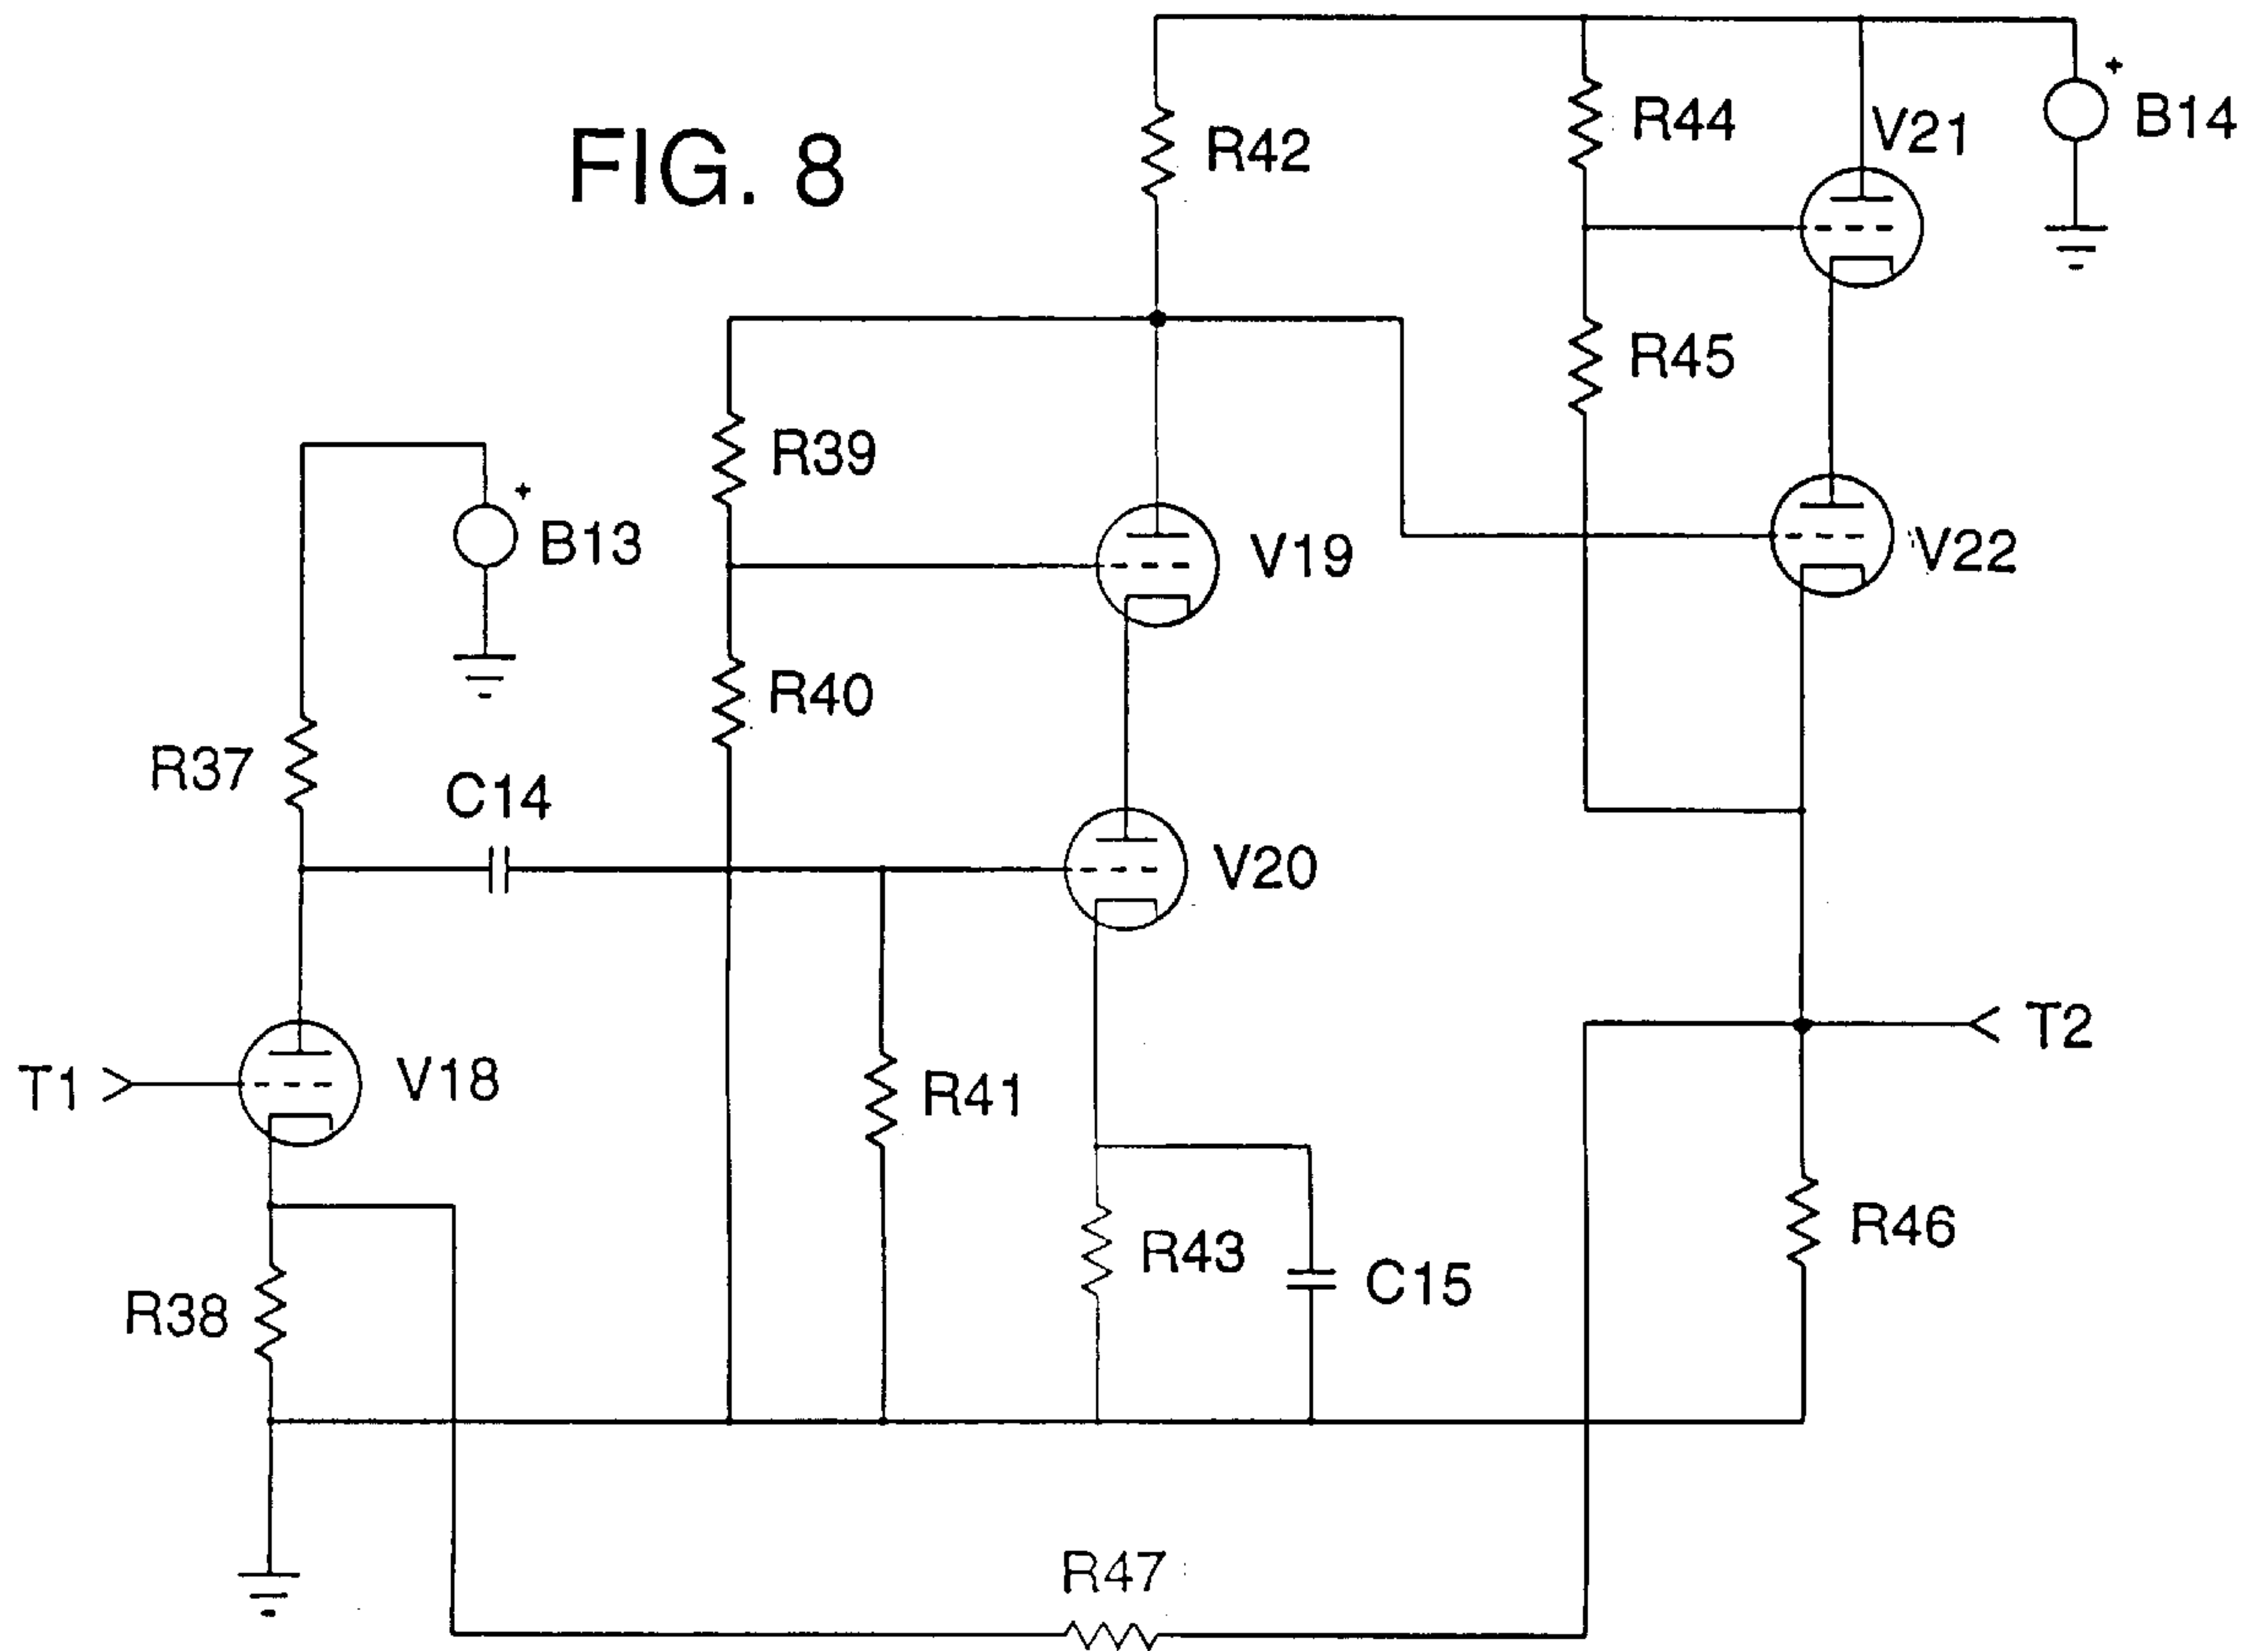 FIG. 8
R42
R44
V21
+
B14
R39
R45
+
B13
V19
V22
R40
R37
C14
V20
T1
V18
R41
T2
R38
R43
C15
R46
R47